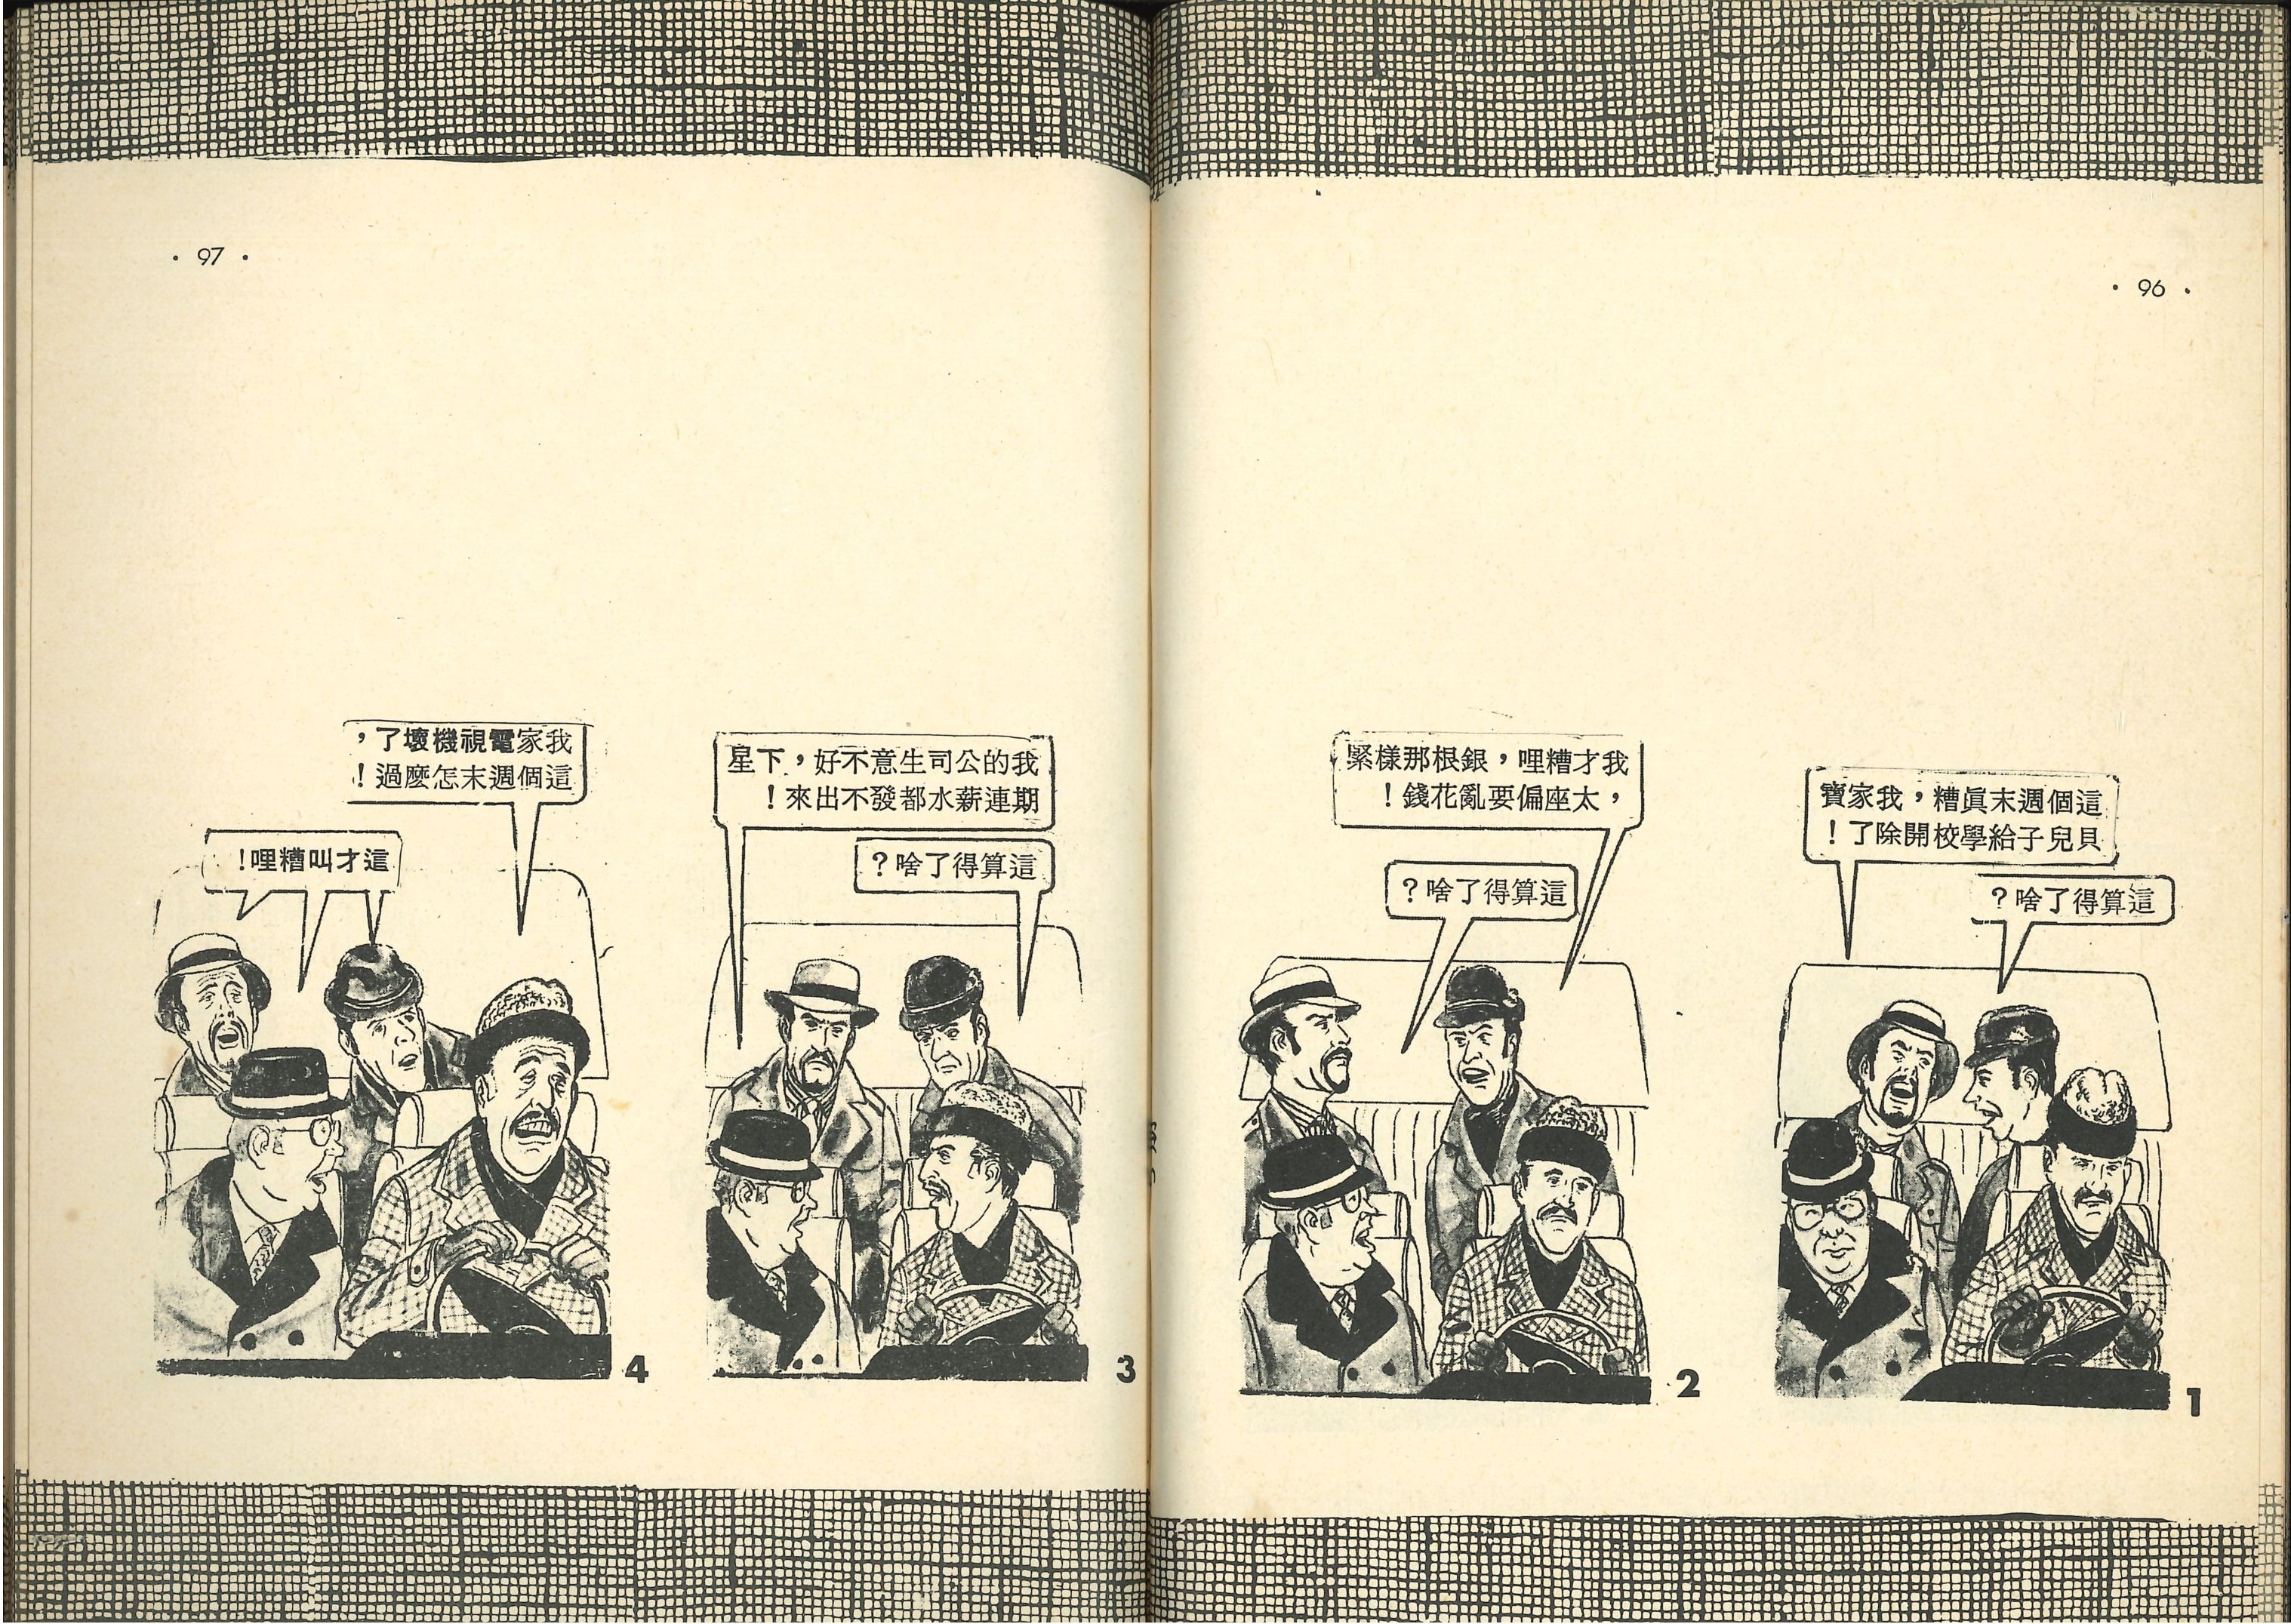 · 96 ·
這個週末眞糟，我家寶
貝兒子給學校開除了！
這算得了啥？
1
我才糟哩，銀根那樣緊
，太座偏要亂花錢！
這算得了啥？
2
· 97 ·
我的公司生意不好，下星
期連薪水都發不出來！
這算得了啥？
3
我家電視機壞了，
這個週末怎麼過！
這才叫糟哩！
4